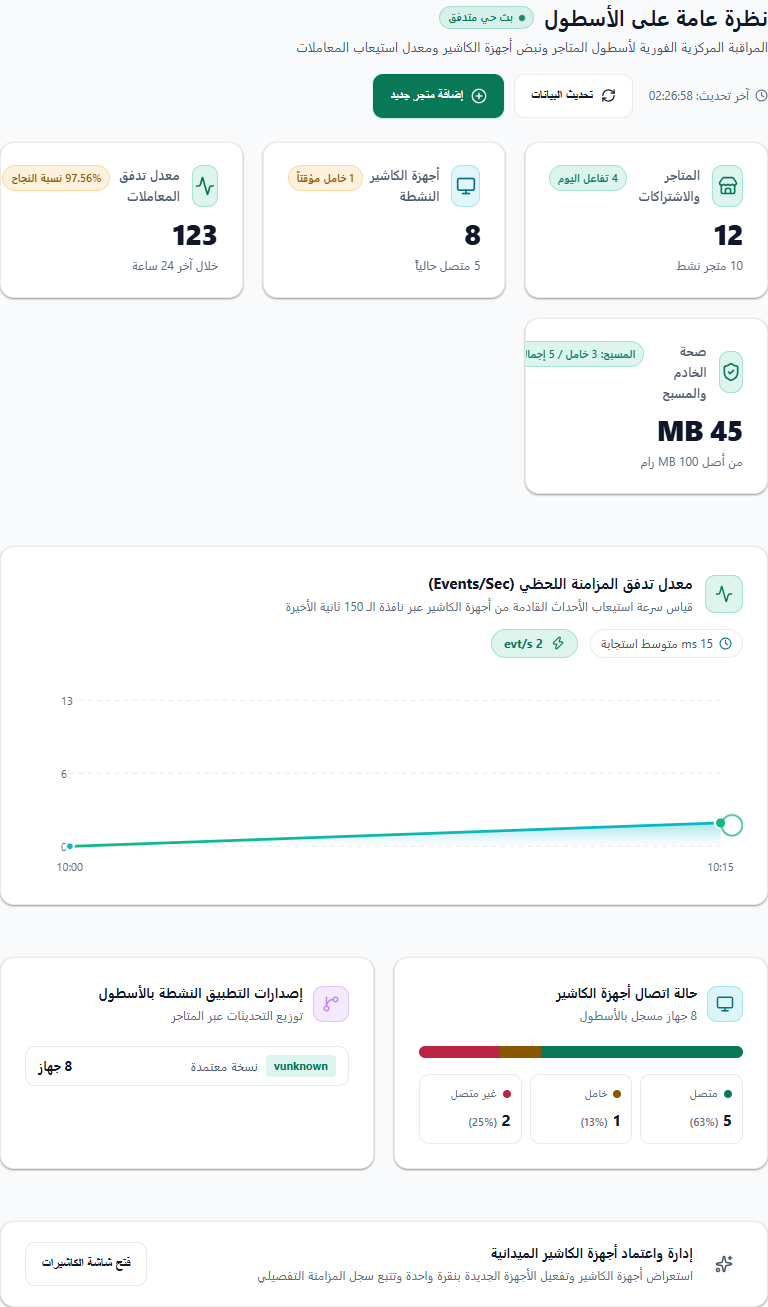 نظرة عامة على الأسطول
بث حي متدفق
المراقبة المركزية الفورية لأسطول المتاجر ونبض أجهزة الكاشير ومعدل استيعاب المعاملات
آخر تحديث: 02:26:58
تحديث البيانات
إضافة متجر جديد
المتاجر والاشتراكات
4 تفاعل اليوم
12
10 متجر نشط
أجهزة الكاشير النشطة
1 خامل مؤقتاً
8
5 متصل حالياً
معدل تدفق المعاملات
97.56% نسبة النجاح
123
خلال آخر 24 ساعة
صحة الخادم والمسبح
المسبح: 3 خامل / 5 إجما
45 MB
من أصل 100 MB رام
معدل تدفق المزامنة اللحظي (Events/Sec)
قياس سرعة استيعاب الأحداث القادمة من أجهزة الكاشير عبر نافذة الـ 150 ثانية الأخيرة
15 ms متوسط استجابة
2 evt/s
13
6
0
10:00
10:15
حالة اتصال أجهزة الكاشير
8 جهاز مسجل بالأسطول
متصل
5 (63%)
خامل
1 (13%)
غير متصل
2 (25%)
إصدارات التطبيق النشطة بالأسطول
توزيع التحديثات عبر المتاجر
vunknown
نسخة معتمدة
8 جهاز
إدارة واعتماد أجهزة الكاشير الميدانية
استعراض أجهزة الكاشير وتفعيل الأجهزة الجديدة بنقرة واحدة وتتبع سجل المزامنة التفصيلي
فتح شاشة الكاشيرات